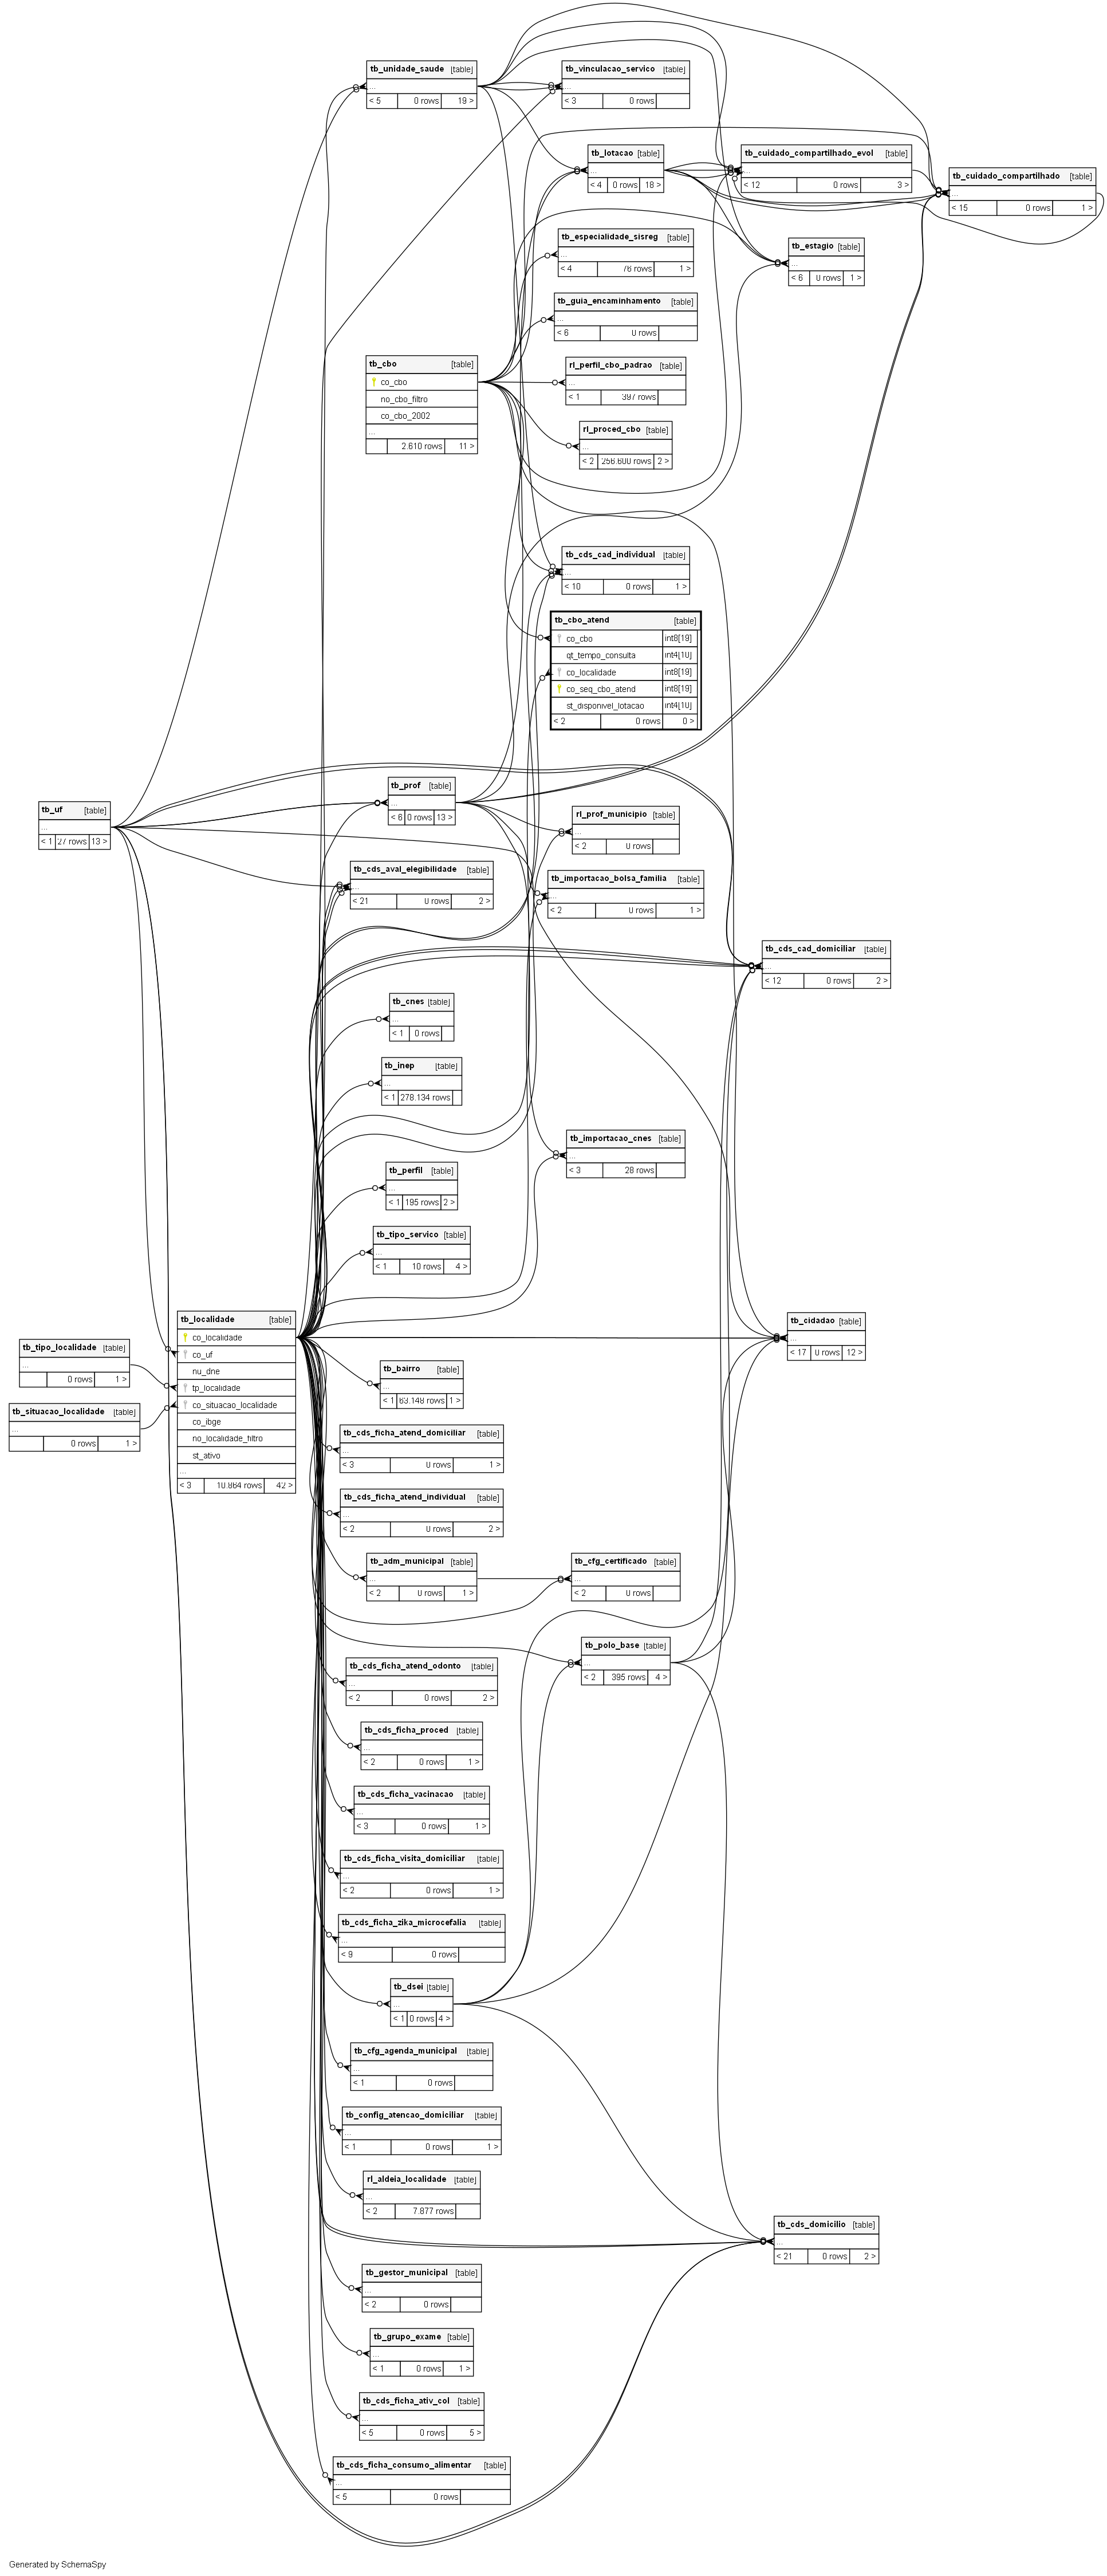 tb_unidade_saude [table]
...
< 5 0 rows 19 >
tb_vinculacao_servico [table]
...
< 3 0 rows
tb_lotacao [table]
...
< 4 0 rows 18 >
tb_cuidado_compartilhado_evol [table]
...
< 12 0 rows 3 >
tb_cuidado_compartilhado [table]
...
< 15 0 rows 1 >
tb_especialidade_sisreg [table]
...
< 4 76 rows 1 >
tb_estagio [table]
...
< 6 0 rows 1 >
tb_guia_encaminhamento [table]
...
< 6 0 rows
tb_cbo [table]
co_cbo
no_cbo_filtro
co_cbo_2002
...
2.610 rows 11 >
rl_perfil_cbo_padrao [table]
...
< 1 397 rows
rl_proced_cbo [table]
...
< 2 256.600 rows 2 >
tb_cds_cad_individual [table]
...
< 10 0 rows 1 >
tb_cbo_atend [table]
co_cbo int8[19]
qt_tempo_consulta int4[10]
co_localidade int8[19]
co_seq_cbo_atend int8[19]
st_disponivel_lotacao int4[10]
< 2 0 rows 0 >
tb_uf [table]
...
< 1 27 rows 13 >
tb_prof [table]
...
< 6 0 rows 13 >
rl_prof_municipio [table]
...
< 2 0 rows
tb_cds_aval_elegibilidade [table]
...
< 21 0 rows 2 >
tb_importacao_bolsa_familia [table]
...
< 2 0 rows 1 >
tb_cds_cad_domiciliar [table]
...
< 12 0 rows 2 >
tb_cnes [table]
...
< 1 0 rows
tb_inep [table]
...
< 1 278.134 rows
tb_importacao_cnes [table]
...
< 3 28 rows
tb_perfil [table]
...
< 1 195 rows 2 >
tb_tipo_servico [table]
...
< 1 10 rows 4 >
tb_localidade [table]
co_localidade
co_uf
nu_dne
tp_localidade
co_situacao_localidade
co_ibge
no_localidade_filtro
st_ativo
...
< 3 10.864 rows 42 >
tb_tipo_localidade [table]
...
0 rows 1 >
tb_situacao_localidade [table]
...
0 rows 1 >
tb_cidadao [table]
...
< 17 0 rows 12 >
tb_bairro [table]
...
< 1 63.148 rows 1 >
tb_cds_ficha_atend_domiciliar [table]
...
< 3 0 rows 1 >
tb_cds_ficha_atend_individual [table]
...
< 2 0 rows 2 >
tb_adm_municipal [table]
...
< 2 0 rows 1 >
tb_cfg_certificado [table]
...
< 2 0 rows
tb_polo_base [table]
...
< 2 395 rows 4 >
tb_cds_ficha_atend_odonto [table]
...
< 2 0 rows 2 >
tb_cds_ficha_proced [table]
...
< 2 0 rows 1 >
tb_cds_ficha_vacinacao [table]
...
< 3 0 rows 1 >
tb_cds_ficha_visita_domiciliar [table]
...
< 2 0 rows 1 >
tb_cds_ficha_zika_microcefalia [table]
...
< 9 0 rows
tb_dsei [table]
...
< 1 0 rows 4 >
tb_cfg_agenda_municipal [table]
...
< 1 0 rows
tb_config_atencao_domiciliar [table]
...
< 1 0 rows 1 >
rl_aldeia_localidade [table]
...
< 2 7.877 rows
tb_cds_domicilio [table]
...
< 21 0 rows 2 >
tb_gestor_municipal [table]
...
< 2 0 rows
tb_grupo_exame [table]
...
< 1 0 rows 1 >
tb_cds_ficha_ativ_col [table]
...
< 5 0 rows 5 >
tb_cds_ficha_consumo_alimentar [table]
...
< 5 0 rows
Generated by SchemaSpy